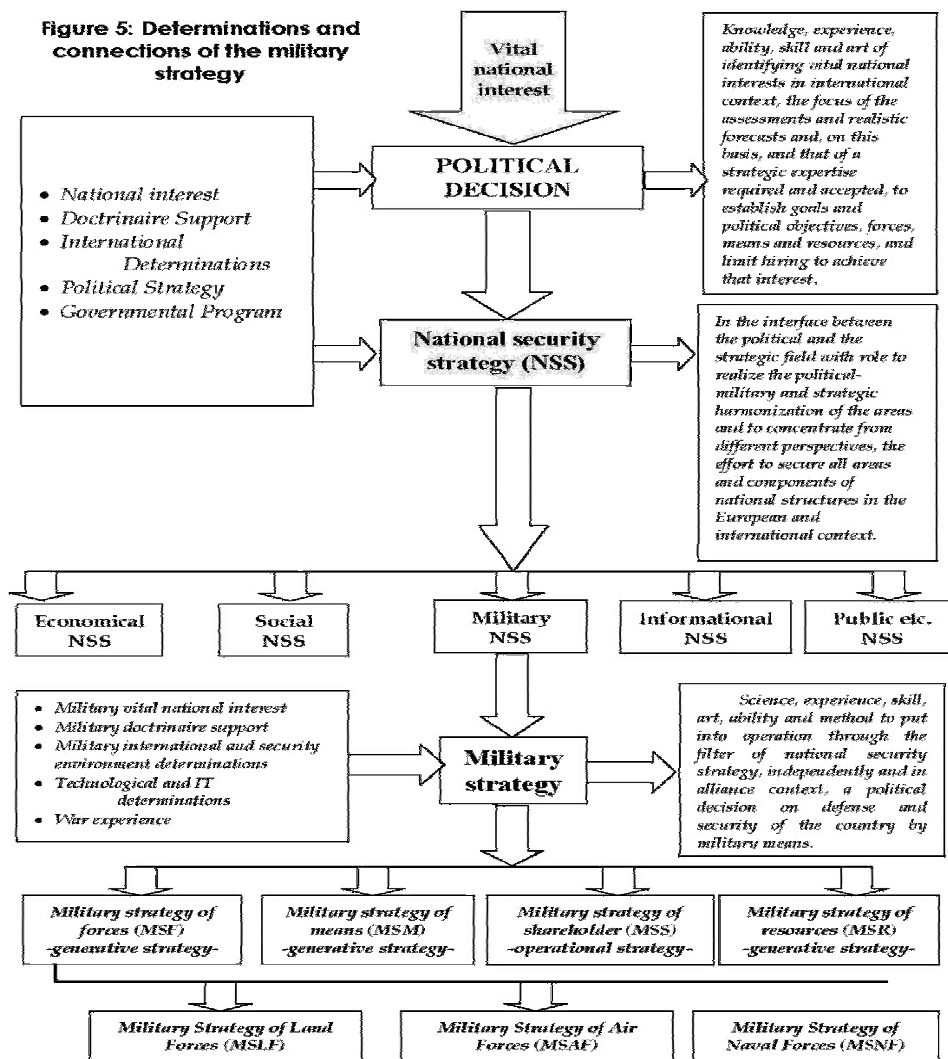 Figure 5: Determinations and
connections of the military
strategy
Vital
national
interest
Knowledge, experience,
ability, skill and art of
identifying vital national
interests in international
context, the focus of the
assessments and realistic
forecasts and, on this
basis, and that of a
strategic expertise
required and accepted, to
establish goals and
political objectives, forces,
means and resources, and
limit hiring to achieve
that interest.
POLITICAL
DECISION
• National interest
• Doctrinaire Support
• International
Determinations
• Political Strategy
• Governmental Program
National security
strategy (NSS)
In the interface between
the political and the
strategic field with role to
realize the political-
military and strategic
harmonization of the areas
and to concentrate from
different perspectives, the
effort to secure all areas
and components of
national structures in the
European and
international context.
Economical
NSS
Social
NSS
Military
NSS
Informational
NSS
Public etc.
NSS
• Military vital national interest
• Military doctrinaire support
• Military international and security
environment determinations
• Technological and IT
determinations
• War experience
Military
strategy
Science, experience, skill,
art, ability and method to put
into operation through the
filter of national security
strategy, independently and in
alliance context, a political
decision on defense and
security of the country by
military means.
Military strategy of
forces (MSF)
-generative strategy-
Military strategy of
means (MSM)
-generative strategy-
Military strategy of
shareholder (MSS)
-operational strategy-
Military strategy of
resources (MSR)
-generative strategy-
Military Strategy of Land
Forces (MSLF)
Military Strategy of Air
Forces (MSAF)
Military Strategy of
Naval Forces (MSNF)